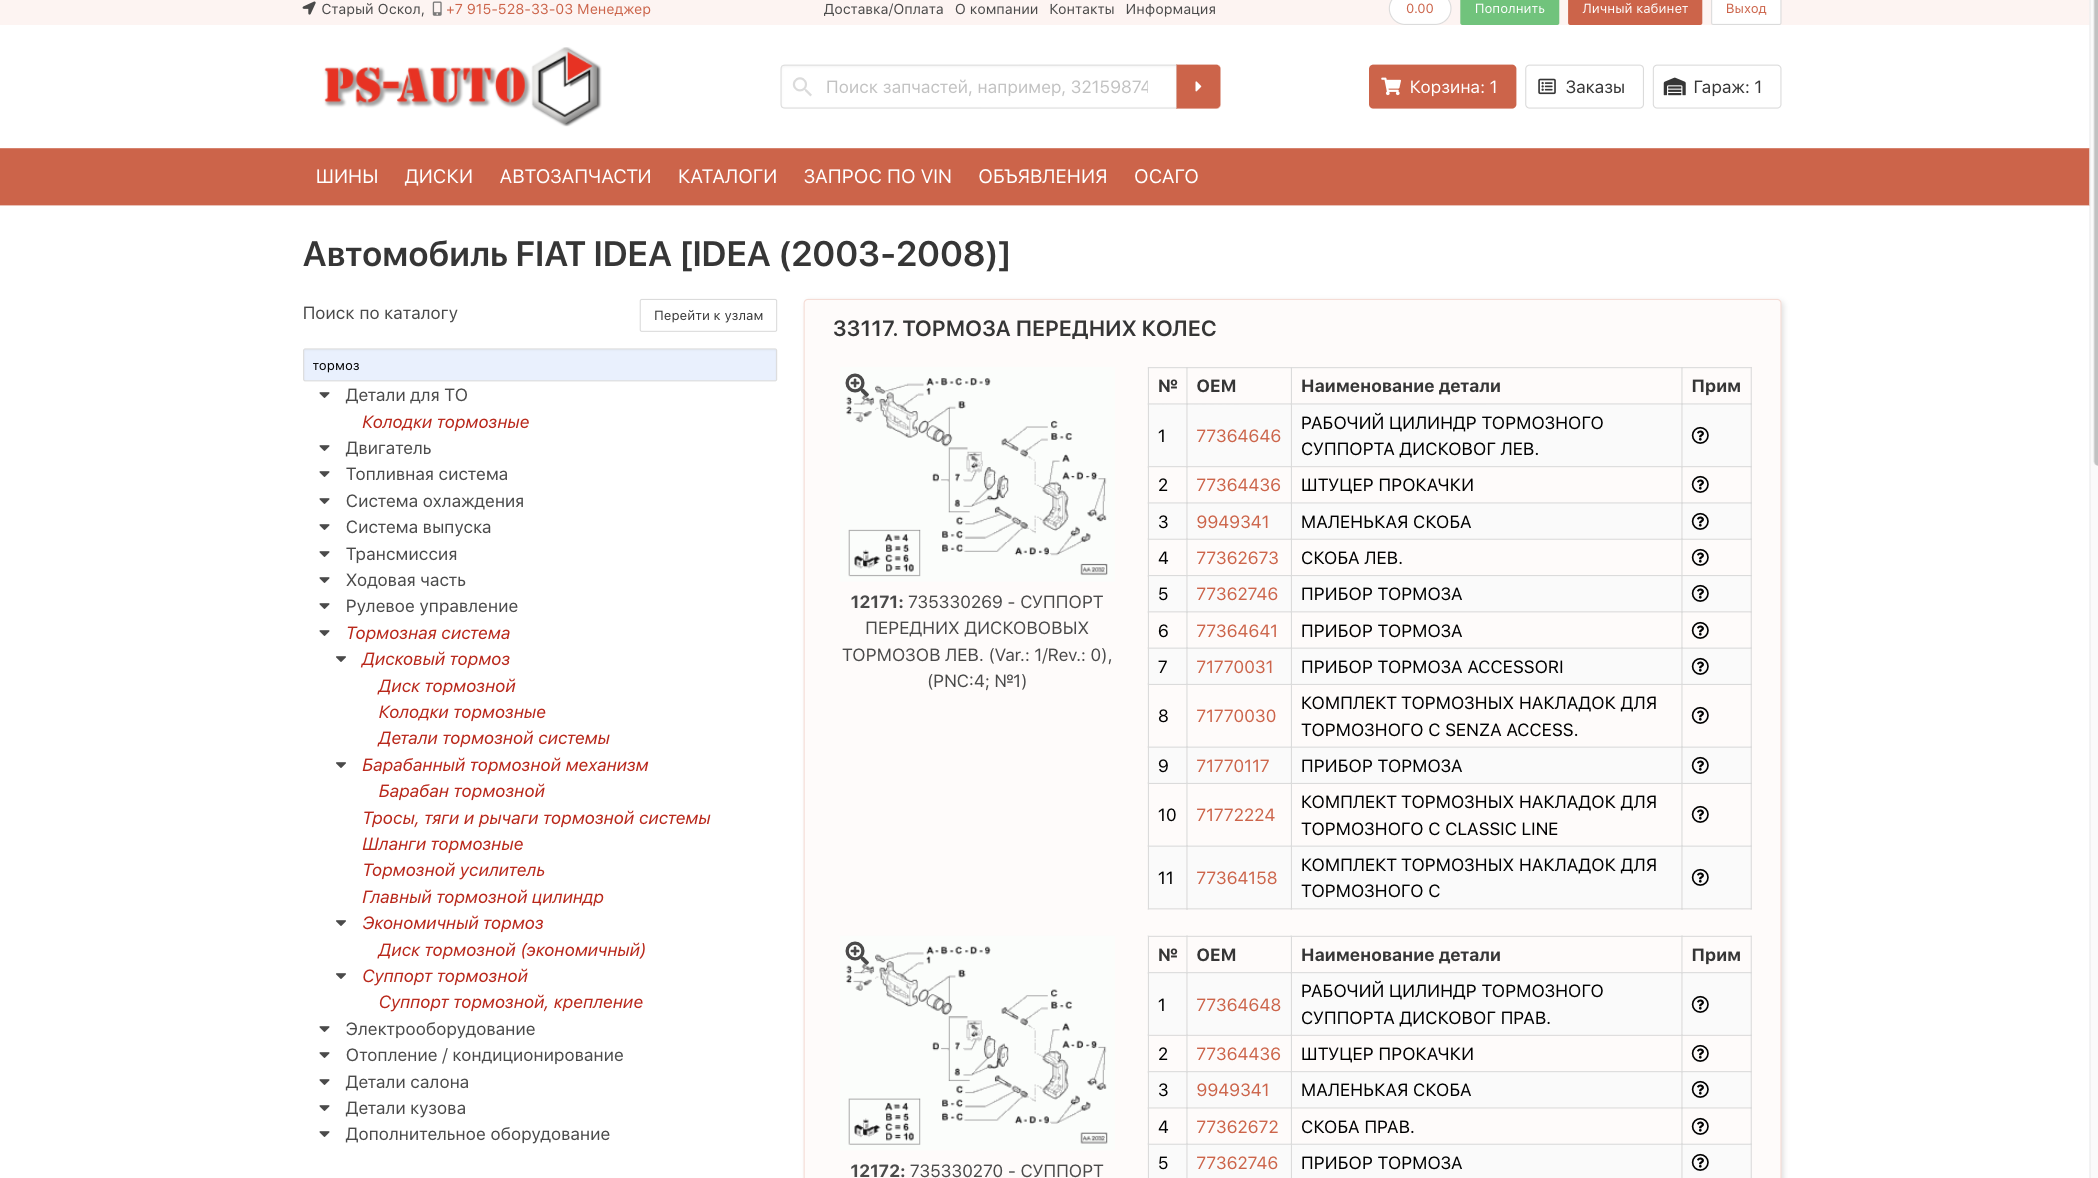 Старый Оскол, +7 915-528-33-03 Менеджер
Доставка/Оплата О компании Контакты Информация
0.00 Пополнить Личный кабинет Выход
PS-AUTO
Поиск запчастей, например, 32159874
Корзина: 1 Заказы Гараж: 1
ШИНЫ ДИСКИ АВТОЗАПЧАСТИ КАТАЛОГИ ЗАПРОС ПО VIN ОБЪЯВЛЕНИЯ ОСАГО
Автомобиль FIAT IDEA [IDEA (2003-2008)]
Поиск по каталогу
Перейти к узлам
тормоз
Детали для ТО
Колодки тормозные
Двигатель
Топливная система
Система охлаждения
Система выпуска
Трансмиссия
Ходовая часть
Рулевое управление
Тормозная система
Дисковый тормоз
Диск тормозной
Колодки тормозные
Детали тормозной системы
Барабанный тормозной механизм
Барабан тормозной
Тросы, тяги и рычаги тормозной системы
Шланги тормозные
Тормозной усилитель
Главный тормозной цилиндр
Экономичный тормоз
Диск тормозной (экономичный)
Суппорт тормозной
Суппорт тормозной, крепление
Электрооборудование
Отопление / кондиционирование
Детали салона
Детали кузова
Дополнительное оборудование
33117. ТОРМОЗА ПЕРЕДНИХ КОЛЕС
A-B-C-D-9
1
3
2
B
C
B-C
A
A-D-9
D
7
8
C
B-C
B-C
A-D-9
A=4
B=5
C=6
D=10
AA 2032
12171: 735330269 - СУППОРТ
ПЕРЕДНИХ ДИСКОВОВЫХ
ТОРМОЗОВ ЛЕВ. (Var.: 1/Rev.: 0),
(PNC:4; №1)
№ OEM Наименование детали Прим
1 77364646 РАБОЧИЙ ЦИЛИНДР ТОРМОЗНОГО
СУППОРТА ДИСКОВОГ ЛЕВ.
2 77364436 ШТУЦЕР ПРОКАЧКИ
3 9949341 МАЛЕНЬКАЯ СКОБА
4 77362673 СКОБА ЛЕВ.
5 77362746 ПРИБОР ТОРМОЗА
6 77364641 ПРИБОР ТОРМОЗА
7 71770031 ПРИБОР ТОРМОЗА ACCESSORI
8 71770030 КОМПЛЕКТ ТОРМОЗНЫХ НАКЛАДОК ДЛЯ
ТОРМОЗНОГО С SENZA ACCESS.
9 71770117 ПРИБОР ТОРМОЗА
10 71772224 КОМПЛЕКТ ТОРМОЗНЫХ НАКЛАДОК ДЛЯ
ТОРМОЗНОГО С CLASSIC LINE
11 77364158 КОМПЛЕКТ ТОРМОЗНЫХ НАКЛАДОК ДЛЯ
ТОРМОЗНОГО С
A-B-C-D-9
1
3
2
B
C
B-C
A
A-D-9
D
7
8
C
B-C
B-C
A-D-9
A=4
B=5
C=6
D=10
AA 2032
12172: 735330270 - СУППОРТ
№ OEM Наименование детали Прим
1 77364648 РАБОЧИЙ ЦИЛИНДР ТОРМОЗНОГО
СУППОРТА ДИСКОВОГ ПРАВ.
2 77364436 ШТУЦЕР ПРОКАЧКИ
3 9949341 МАЛЕНЬКАЯ СКОБА
4 77362672 СКОБА ПРАВ.
5 77362746 ПРИБОР ТОРМОЗА